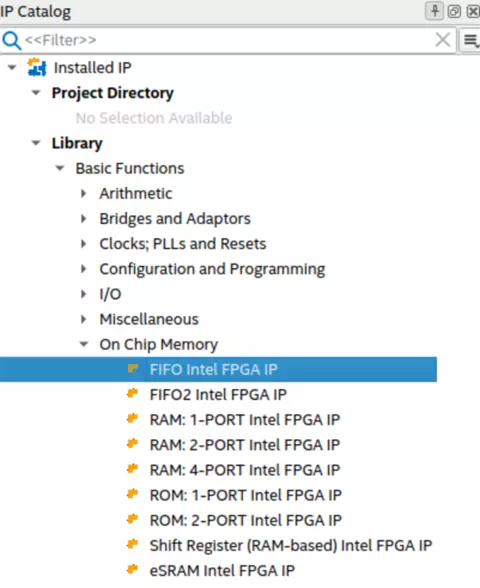 IP Catalog
<<Filter>>
Installed IP
Project Directory
No Selection Available
Library
Basic Functions
Arithmetic
Bridges and Adaptors
Clocks; PLLs and Resets
Configuration and Programming
I/O
Miscellaneous
On Chip Memory
FIFO Intel FPGA IP
FIFO2 Intel FPGA IP
RAM: 1-PORT Intel FPGA IP
RAM: 2-PORT Intel FPGA IP
RAM: 4-PORT Intel FPGA IP
ROM: 1-PORT Intel FPGA IP
ROM: 2-PORT Intel FPGA IP
Shift Register (RAM-based) Intel FPGA IP
eSRAM Intel FPGA IP